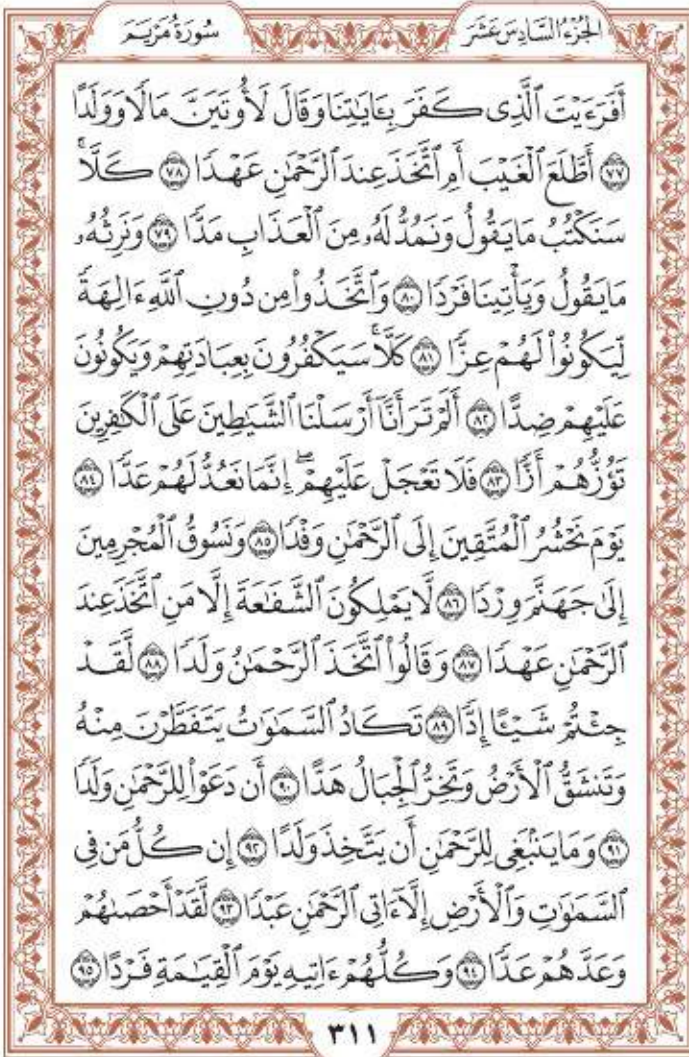 الجُزْءُ السَّادِسَ عَشَرَ
سُورَةُ مَرْيَمَ
أَفَرَءَيْتَ ٱلَّذِى كَفَرَ بِـَٔايَـٰتِنَا وَقَالَ لَأُوتَيَنَّ مَالًا وَوَلَدًا
٧٧ أَطَّلَعَ ٱلْغَيْبَ أَمِ ٱتَّخَذَ عِندَ ٱلرَّحْمَـٰنِ عَهْدًا ٧٨ كَلَّا ۚ
سَنَكْتُبُ مَا يَقُولُ وَنَمُدُّ لَهُۥ مِنَ ٱلْعَذَابِ مَدًّا ٧٩ وَنَرِثُهُۥ
مَا يَقُولُ وَيَأْتِينَا فَرْدًا ٨٠ وَٱتَّخَذُوا۟ مِن دُونِ ٱللَّهِ ءَالِهَةً
لِّيَكُونُوا۟ لَهُمْ عِزًّا ٨١ كَلَّا ۚ سَيَكْفُرُونَ بِعِبَادَتِهِمْ وَيَكُونُونَ
عَلَيْهِمْ ضِدًّا ٨٢ أَلَمْ تَرَ أَنَّآ أَرْسَلْنَا ٱلشَّيَـٰطِينَ عَلَى ٱلْكَـٰفِرِينَ
تَؤُزُّهُمْ أَزًّا ٨٣ فَلَا تَعْجَلْ عَلَيْهِمْ ۖ إِنَّمَا نَعُدُّ لَهُمْ عَدًّا ٨٤
يَوْمَ نَحْشُرُ ٱلْمُتَّقِينَ إِلَى ٱلرَّحْمَـٰنِ وَفْدًا ٨٥ وَنَسُوقُ ٱلْمُجْرِمِينَ
إِلَىٰ جَهَنَّمَ وِرْدًا ٨٦ لَّا يَمْلِكُونَ ٱلشَّفَـٰعَةَ إِلَّا مَنِ ٱتَّخَذَ عِندَ
ٱلرَّحْمَـٰنِ عَهْدًا ٨٧ وَقَالُوا۟ ٱتَّخَذَ ٱلرَّحْمَـٰنُ وَلَدًا ٨٨ لَّقَدْ
جِئْتُمْ شَيْـًٔا إِدًّا ٨٩ تَكَادُ ٱلسَّمَـٰوَٰتُ يَتَفَطَّرْنَ مِنْهُ
وَتَنشَقُّ ٱلْأَرْضُ وَتَخِرُّ ٱلْجِبَالُ هَدًّا ٩٠ أَن دَعَوْا۟ لِلرَّحْمَـٰنِ وَلَدًا
٩١ وَمَا يَنۢبَغِى لِلرَّحْمَـٰنِ أَن يَتَّخِذَ وَلَدًا ٩٢ إِن كُلُّ مَن فِى
ٱلسَّمَـٰوَٰتِ وَٱلْأَرْضِ إِلَّآ ءَاتِى ٱلرَّحْمَـٰنِ عَبْدًا ٩٣ لَّقَدْ أَحْصَىٰهُمْ
وَعَدَّهُمْ عَدًّا ٩٤ وَكُلُّهُمْ ءَاتِيهِ يَوْمَ ٱلْقِيَـٰمَةِ فَرْدًا ٩٥
٣١١